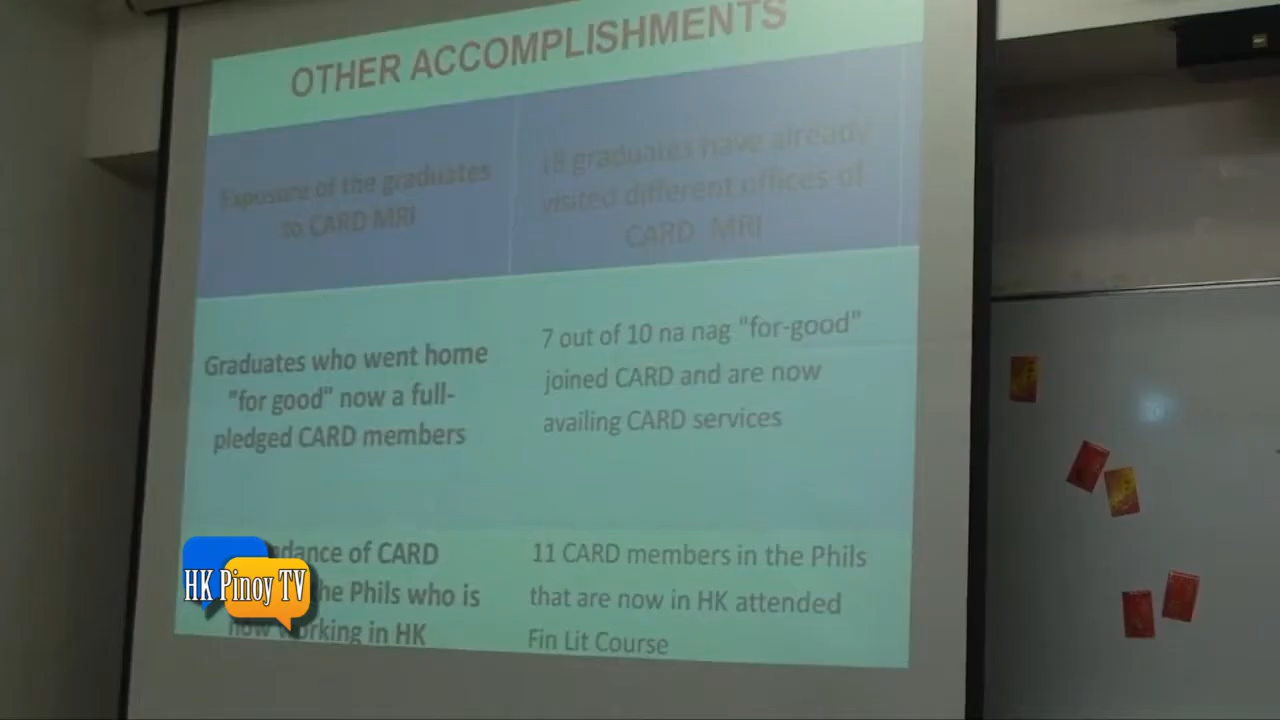 OTHER ACCOMPLISHMENTS
Exposure of the graduates
to CARD MRI
18 graduates have already
visited different offices of
CARD MRI
Graduates who went home
"for good" now a full-
pledged CARD members
7 out of 10 na nag "for-good"
joined CARD and are now
availing CARD services
dance of CARD
he Phils who is
now working in HK
11 CARD members in the Phils
that are now in HK attended
Fin Lit Course
HK Pinoy TV